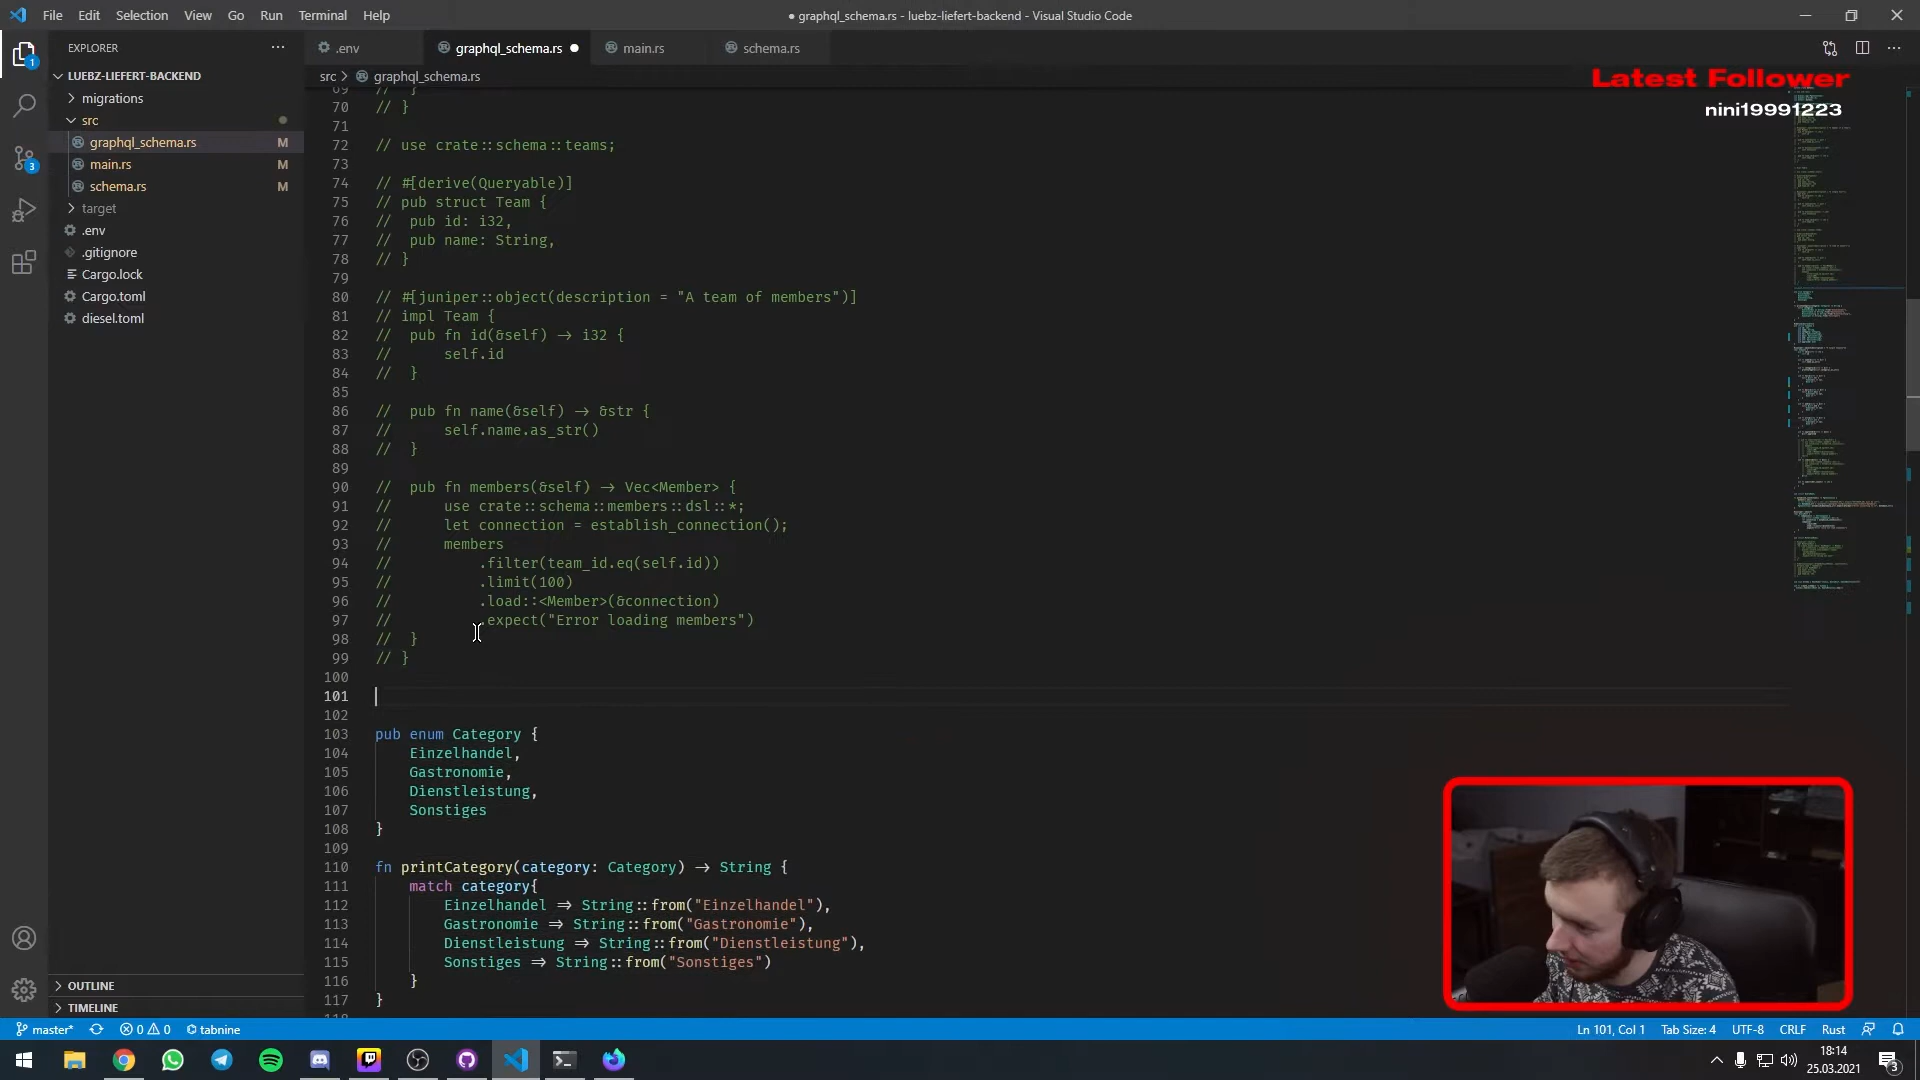 File Edit Selection View Go Run Terminal Help
● graphql_schema.rs - luebz-liefert-backend - Visual Studio Code
EXPLORER
.env
graphql_schema.rs
main.rs
schema.rs
LUEBZ-LIEFERT-BACKEND
migrations
src
graphql_schema.rs M
main.rs M
schema.rs M
target
.env
.gitignore
Cargo.lock
Cargo.toml
diesel.toml
OUTLINE
TIMELINE
src > graphql_schema.rs
Latest Follower
nini19991223
69 // }
70 // }
71
72 // use crate::schema::teams;
73
74 // #[derive(Queryable)]
75 // pub struct Team {
76 // pub id: i32,
77 // pub name: String,
78 // }
79
80 // #[juniper::object(description = "A team of members")]
81 // impl Team {
82 // pub fn id(&self) -> i32 {
83 // self.id
84 // }
85
86 // pub fn name(&self) -> &str {
87 // self.name.as_str()
88 // }
89
90 // pub fn members(&self) -> Vec<Member> {
91 // use crate::schema::members::dsl::*;
92 // let connection = establish_connection();
93 // members
94 // .filter(team_id.eq(self.id))
95 // .limit(100)
96 // .load::<Member>(&connection)
97 // .expect("Error loading members")
98 // }
99 // }
100
101
102
103 pub enum Category {
104 Einzelhandel,
105 Gastronomie,
106 Dienstleistung,
107 Sonstiges
108 }
109
110 fn printCategory(category: Category) -> String {
111 match category{
112 Einzelhandel => String::from("Einzelhandel"),
113 Gastronomie => String::from("Gastronomie"),
114 Dienstleistung => String::from("Dienstleistung"),
115 Sonstiges => String::from("Sonstiges")
116 }
117 }
master* 0 0 tabnine
Ln 101, Col 1 Tab Size: 4 UTF-8 CRLF Rust
18:14
25.03.2021